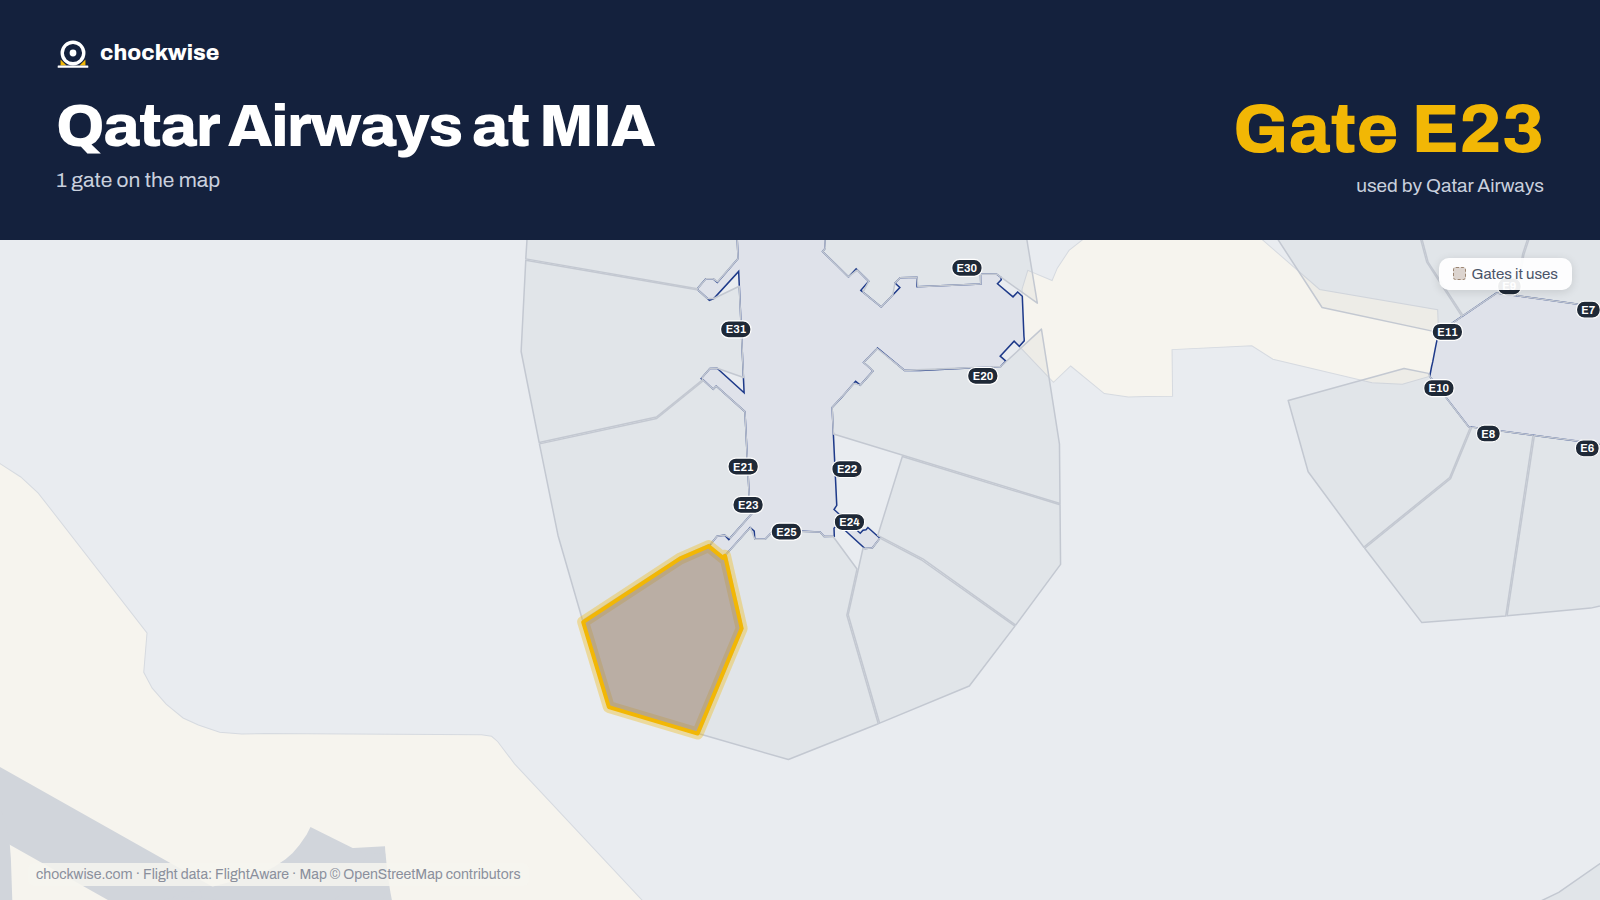 chockwise
Qatar Airways at MIA
1 gate on the map
Gate E23
used by Qatar Airways
Gates it uses
E30
E7
E31
E11
E20
E10
E8
E6
E21
E22
E23
E24
E25
chockwise.com · Flight data: FlightAware · Map © OpenStreetMap contributors